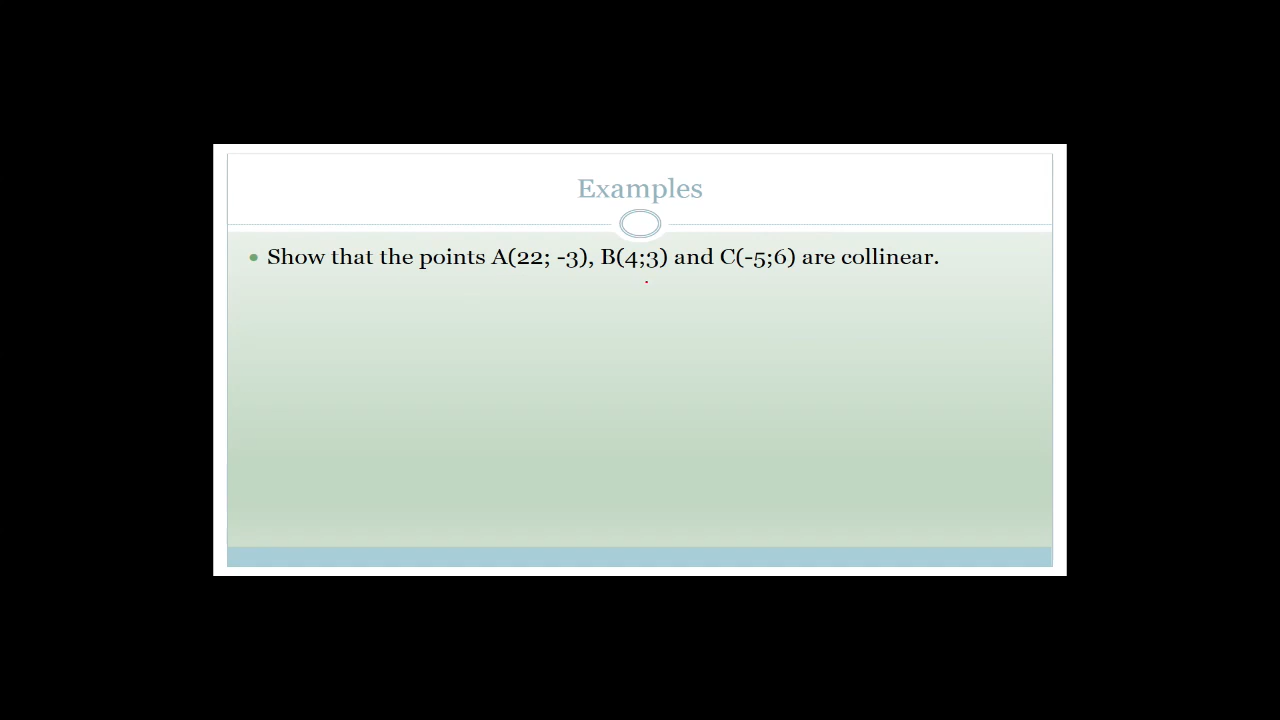 Examples
Show that the points A(22; -3), B(4;3) and C(-5;6) are collinear.